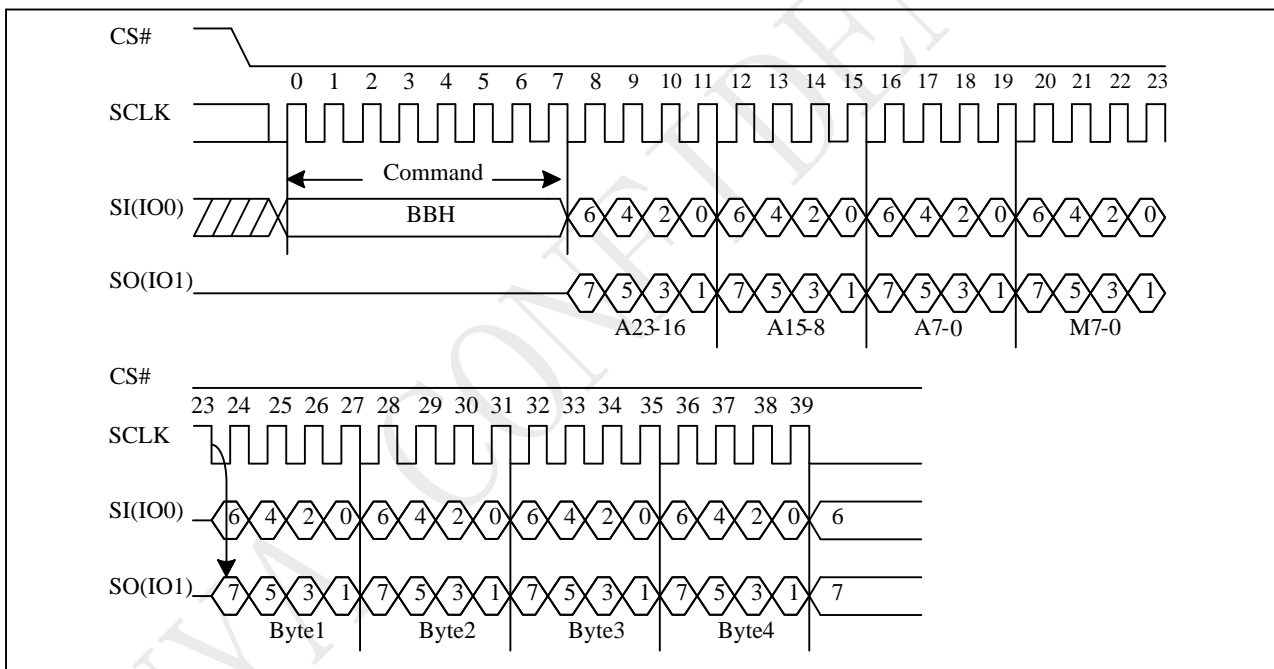 CS#
0 1 2 3 4 5 6 7 8 9 10 11 12 13 14 15 16 17 18 19 20 21 22 23
SCLK
Command
SI(IO0) BBH 6 4 2 0 6 4 2 0 6 4 2 0 6 4 2 0
SO(IO1) 7 5 3 1 7 5 3 1 7 5 3 1 7 5 3 1
A23-16 A15-8 A7-0 M7-0
CS#
23 24 25 26 27 28 29 30 31 32 33 34 35 36 37 38 39
SCLK
SI(IO0) 6 4 2 0 6 4 2 0 6 4 2 0 6 4 2 0 6
SO(IO1) 7 5 3 1 7 5 3 1 7 5 3 1 7 5 3 1 7
Byte1 Byte2 Byte3 Byte4